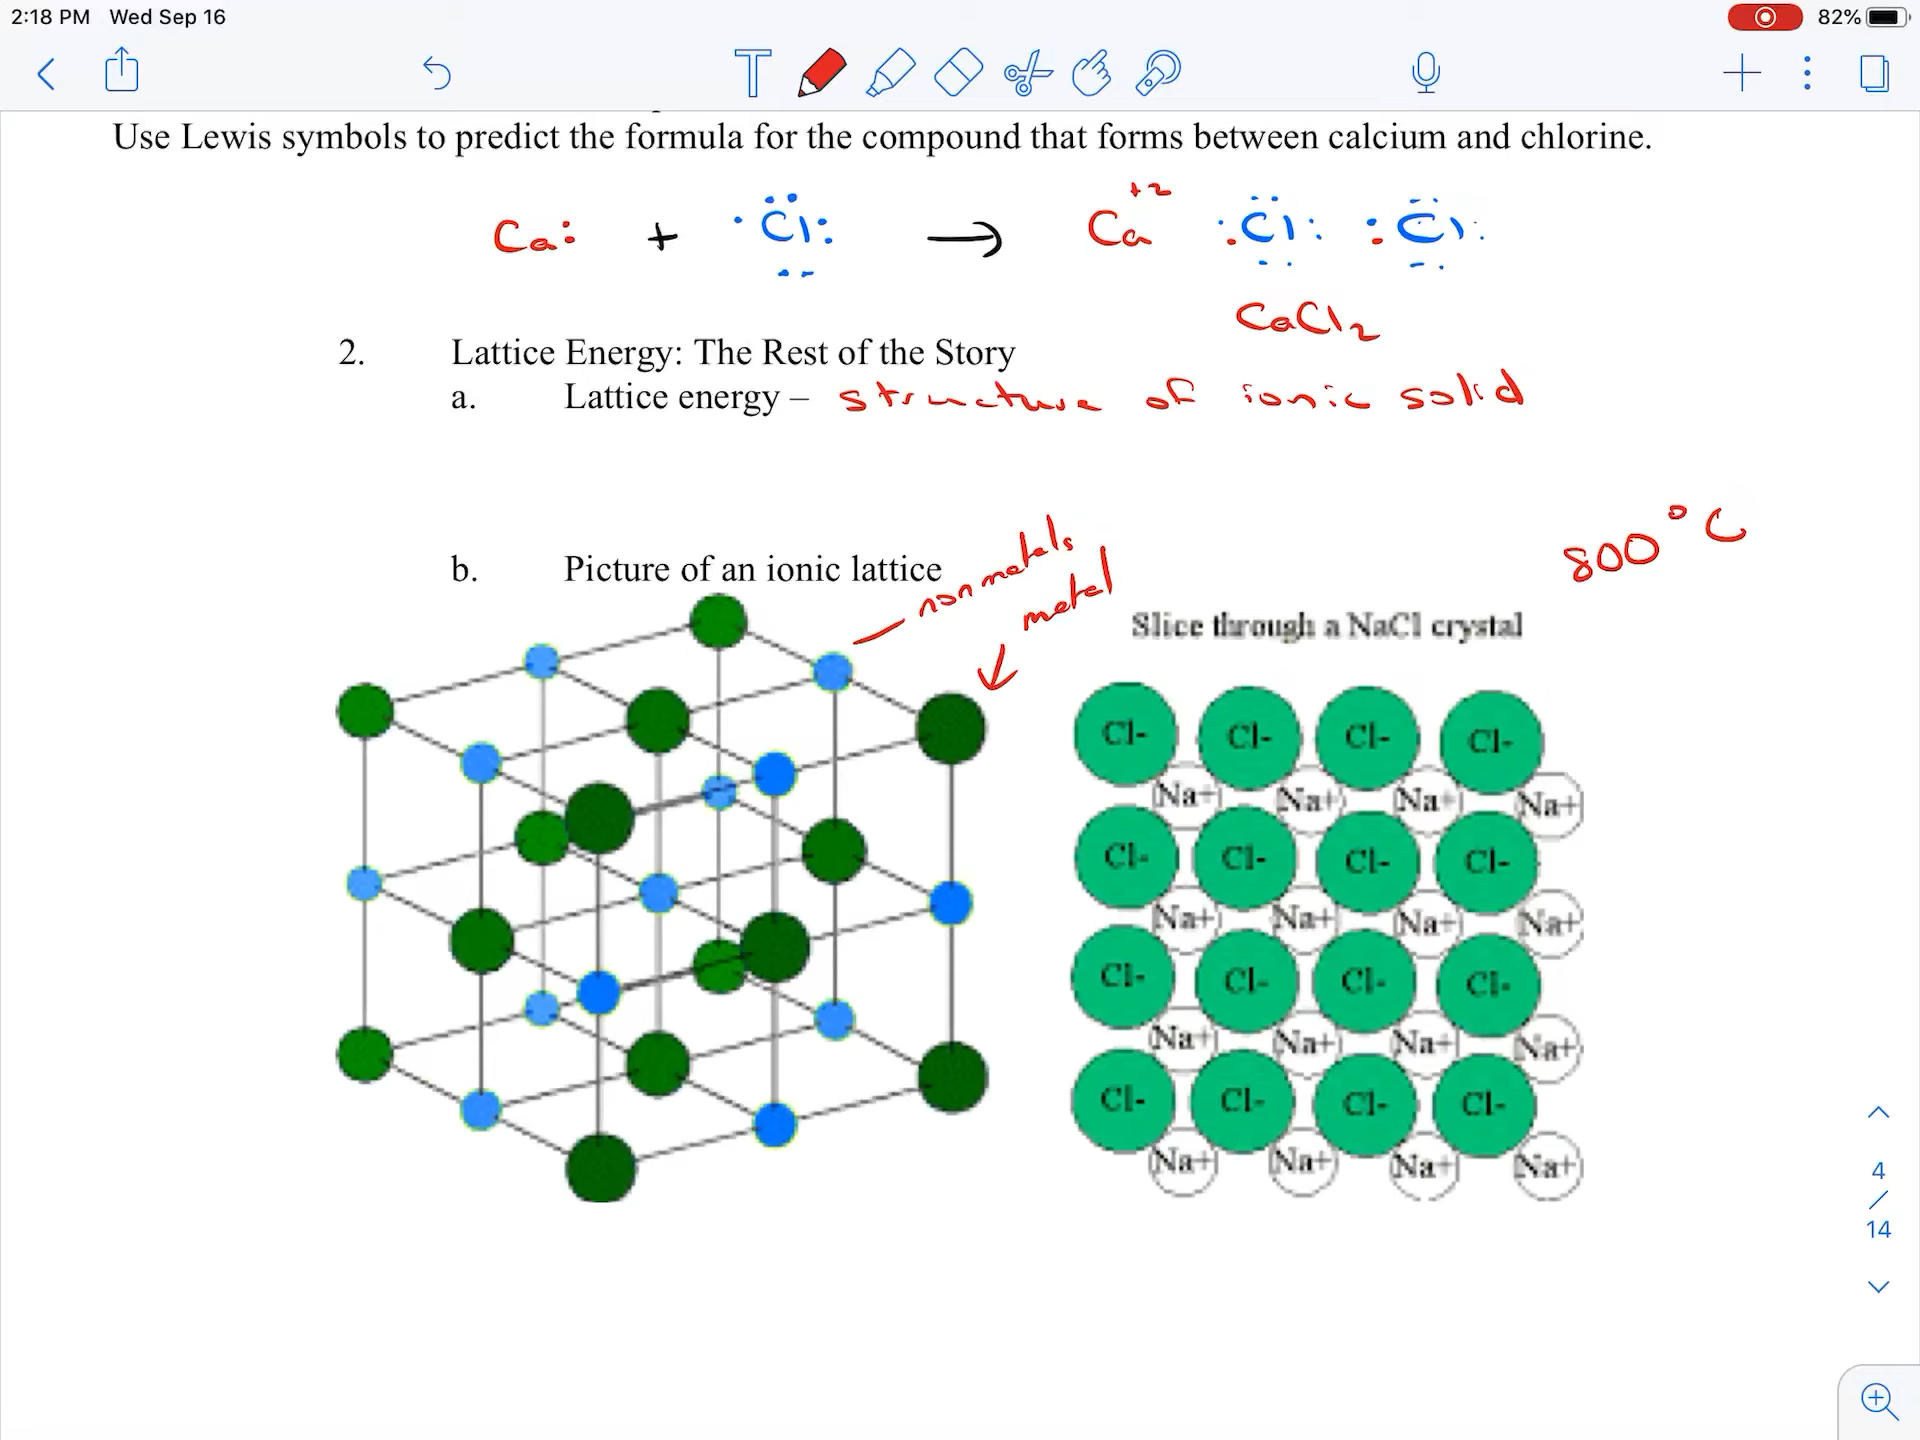 2:18 PM Wed Sep 16 82%
Use Lewis symbols to predict the formula for the compound that forms between calcium and chlorine.
Ca: + Cl → Ca +2 Cl Cl
CaCl2
2. Lattice Energy: The Rest of the Story
a. Lattice energy – structure of ionic solid
b. Picture of an ionic lattice
nonmetals
metal
800°C
Slice through a NaCl crystal
Cl- Cl- Cl- Cl-
Na+ Na+ Na+ Na+
Cl- Cl- Cl- Cl-
Na+ Na+ Na+ Na+
Cl- Cl- Cl- Cl-
Na+ Na+ Na+ Na+
Cl- Cl- Cl- Cl-
Na+ Na+ Na+ Na+
4
/
14